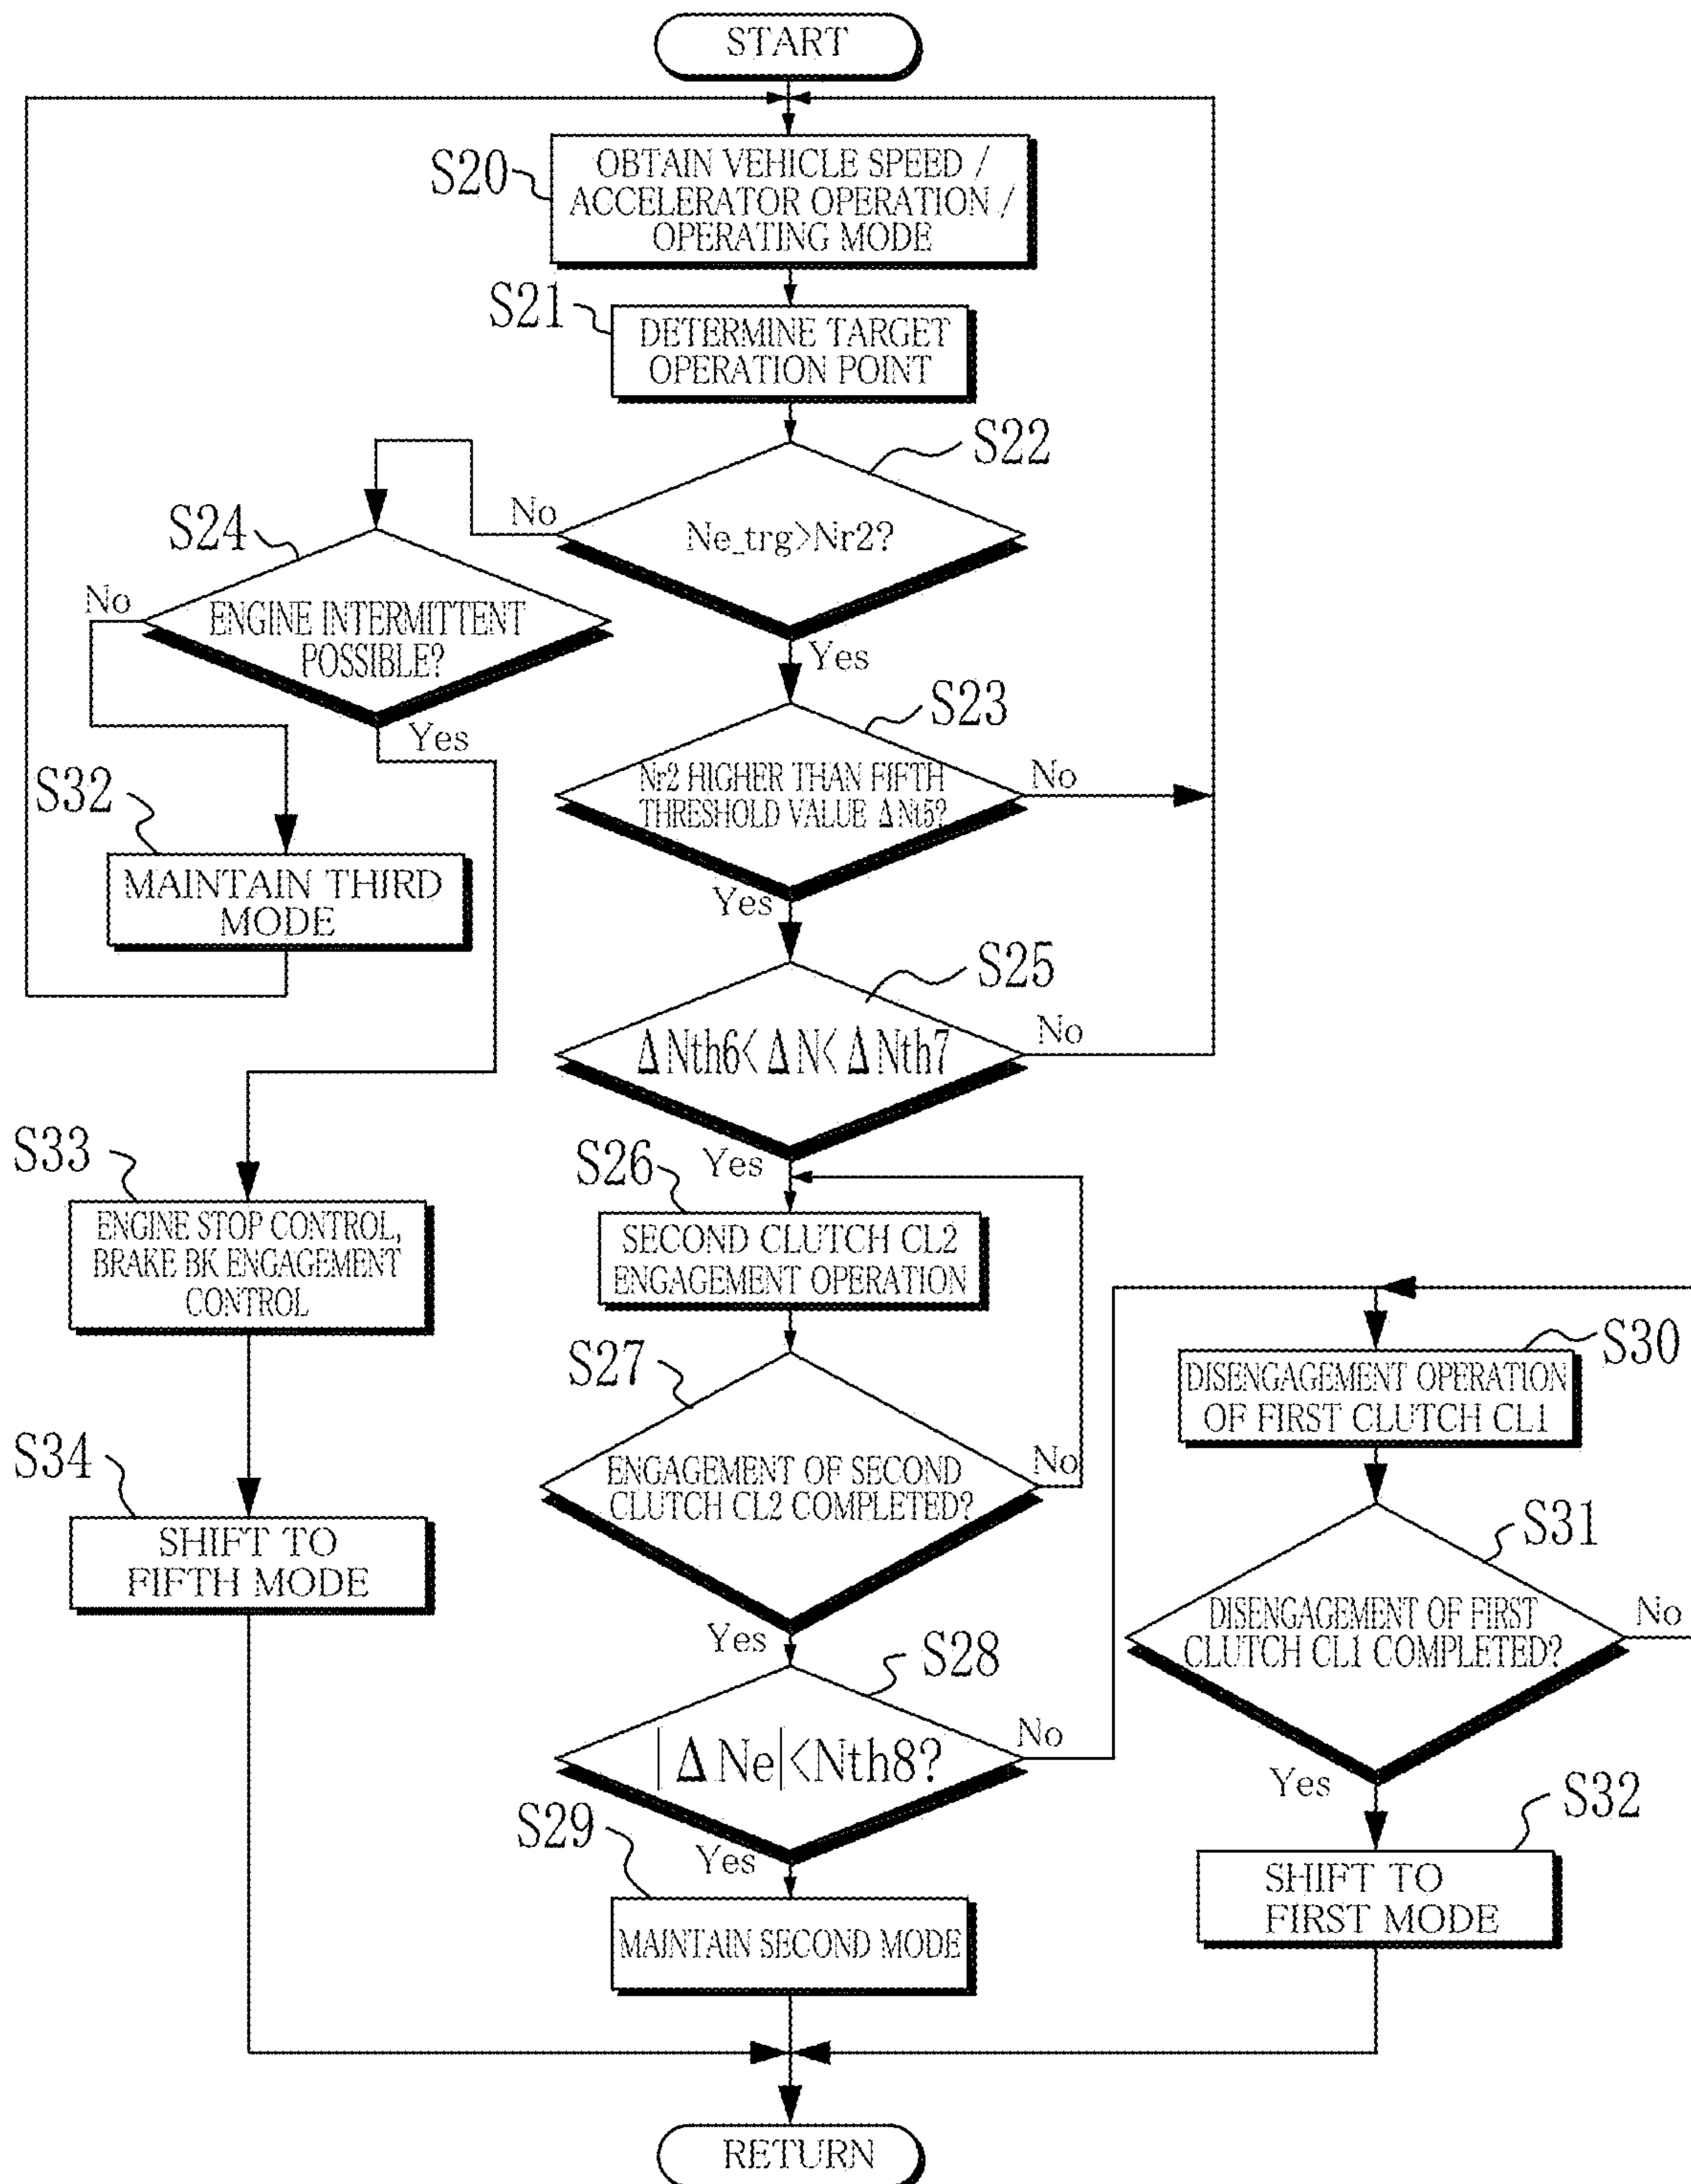 START
S20
OBTAIN VEHICLE SPEED /
ACCELERATOR OPERATION /
OPERATING MODE
S21
DETERMINE TARGET
OPERATION POINT
S22
Ne_trg>Nr2?
No
Yes
S24
ENGINE INTERMITTENT
POSSIBLE?
No
Yes
S23
Nr2 HIGHER THAN FIFTH
THRESHOLD VALUE ΔNt5?
No
Yes
S32
MAINTAIN THIRD
MODE
S25
ΔNth6<ΔN<ΔNth7
No
Yes
S33
ENGINE STOP CONTROL,
BRAKE BK ENGAGEMENT
CONTROL
S26
SECOND CLUTCH CL2
ENGAGEMENT OPERATION
S27
ENGAGEMENT OF SECOND
CLUTCH CL2 COMPLETED?
No
Yes
S30
DISENGAGEMENT OPERATION
OF FIRST CLUTCH CL1
S34
SHIFT TO
FIFTH MODE
S31
DISENGAGEMENT OF FIRST
CLUTCH CL1 COMPLETED?
No
Yes
S28
|ΔNe|<Nth8?
No
Yes
S29
MAINTAIN SECOND MODE
S32
SHIFT TO
FIRST MODE
RETURN